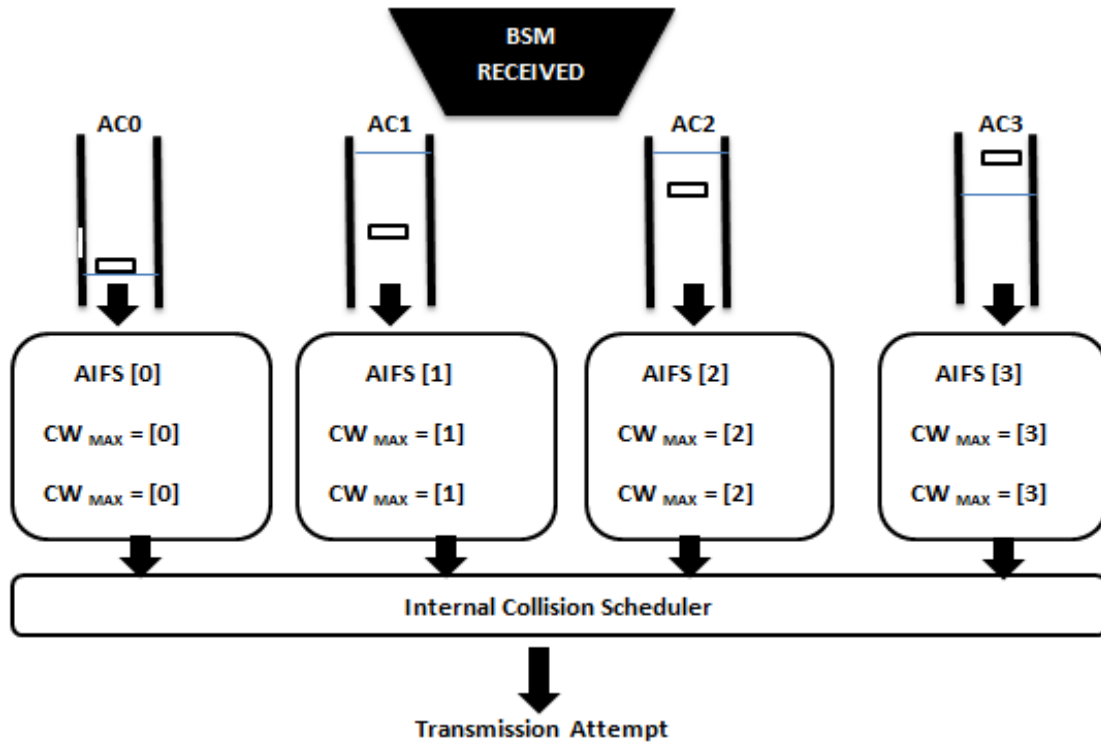 BSM
RECEIVED
AC0 AC1 AC2 AC3
AIFS [0] AIFS [1] AIFS [2] AIFS [3]
CW MAX = [0] CW MAX = [1] CW MAX = [2] CW MAX = [3]
CW MAX = [0] CW MAX = [1] CW MAX = [2] CW MAX = [3]
Internal Collision Scheduler
Transmission Attempt